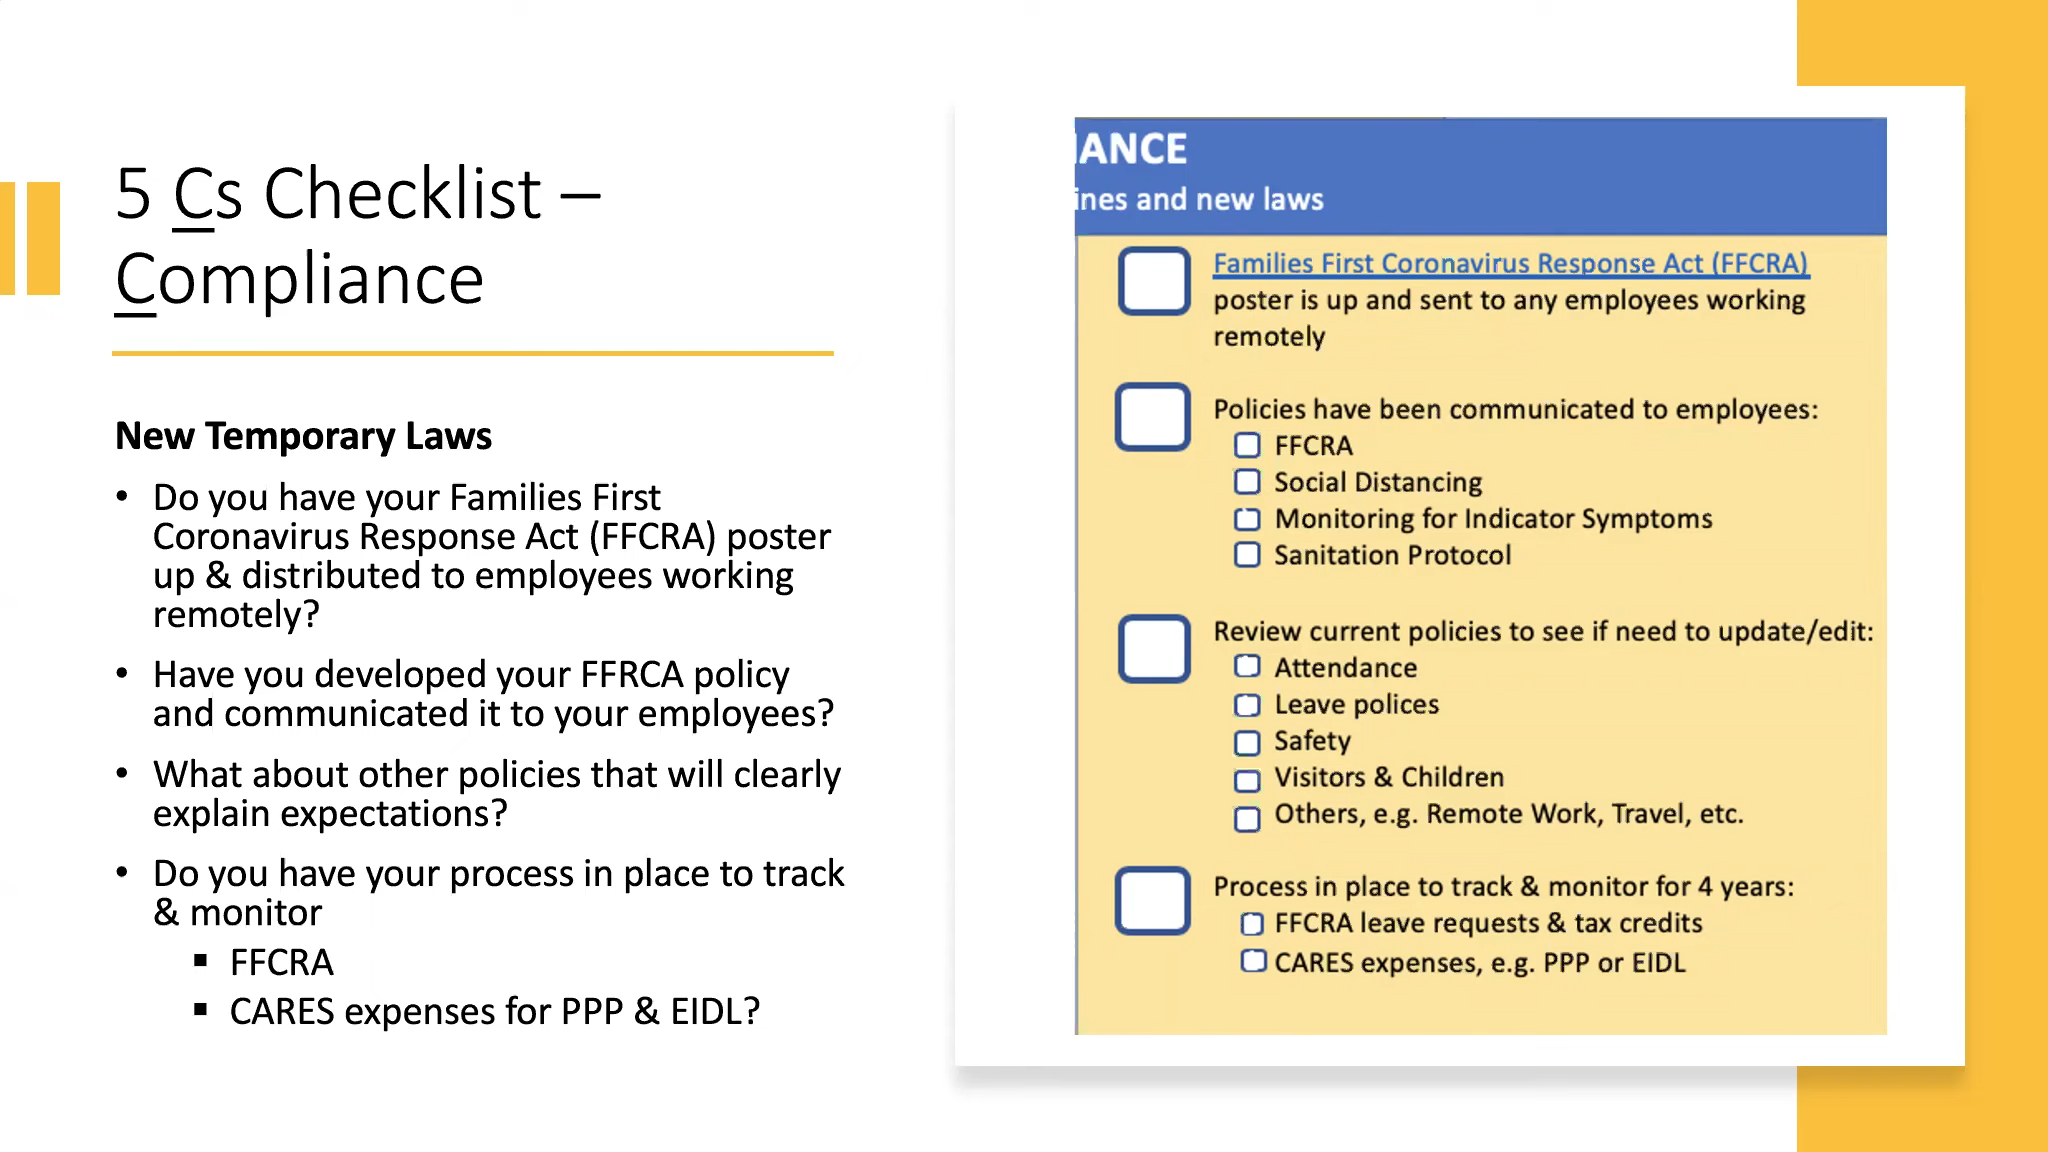 5 Cs Checklist –
Compliance
New Temporary Laws
• Do you have your Families First
Coronavirus Response Act (FFCRA) poster
up & distributed to employees working
remotely?
• Have you developed your FFRCA policy
and communicated it to your employees?
• What about other policies that will clearly
explain expectations?
• Do you have your process in place to track
& monitor
▪ FFCRA
▪ CARES expenses for PPP & EIDL?
IANCE
ines and new laws
Families First Coronavirus Response Act (FFCRA)
poster is up and sent to any employees working
remotely
Policies have been communicated to employees:
FFCRA
Social Distancing
Monitoring for Indicator Symptoms
Sanitation Protocol
Review current policies to see if need to update/edit:
Attendance
Leave polices
Safety
Visitors & Children
Others, e.g. Remote Work, Travel, etc.
Process in place to track & monitor for 4 years:
FFCRA leave requests & tax credits
CARES expenses, e.g. PPP or EIDL